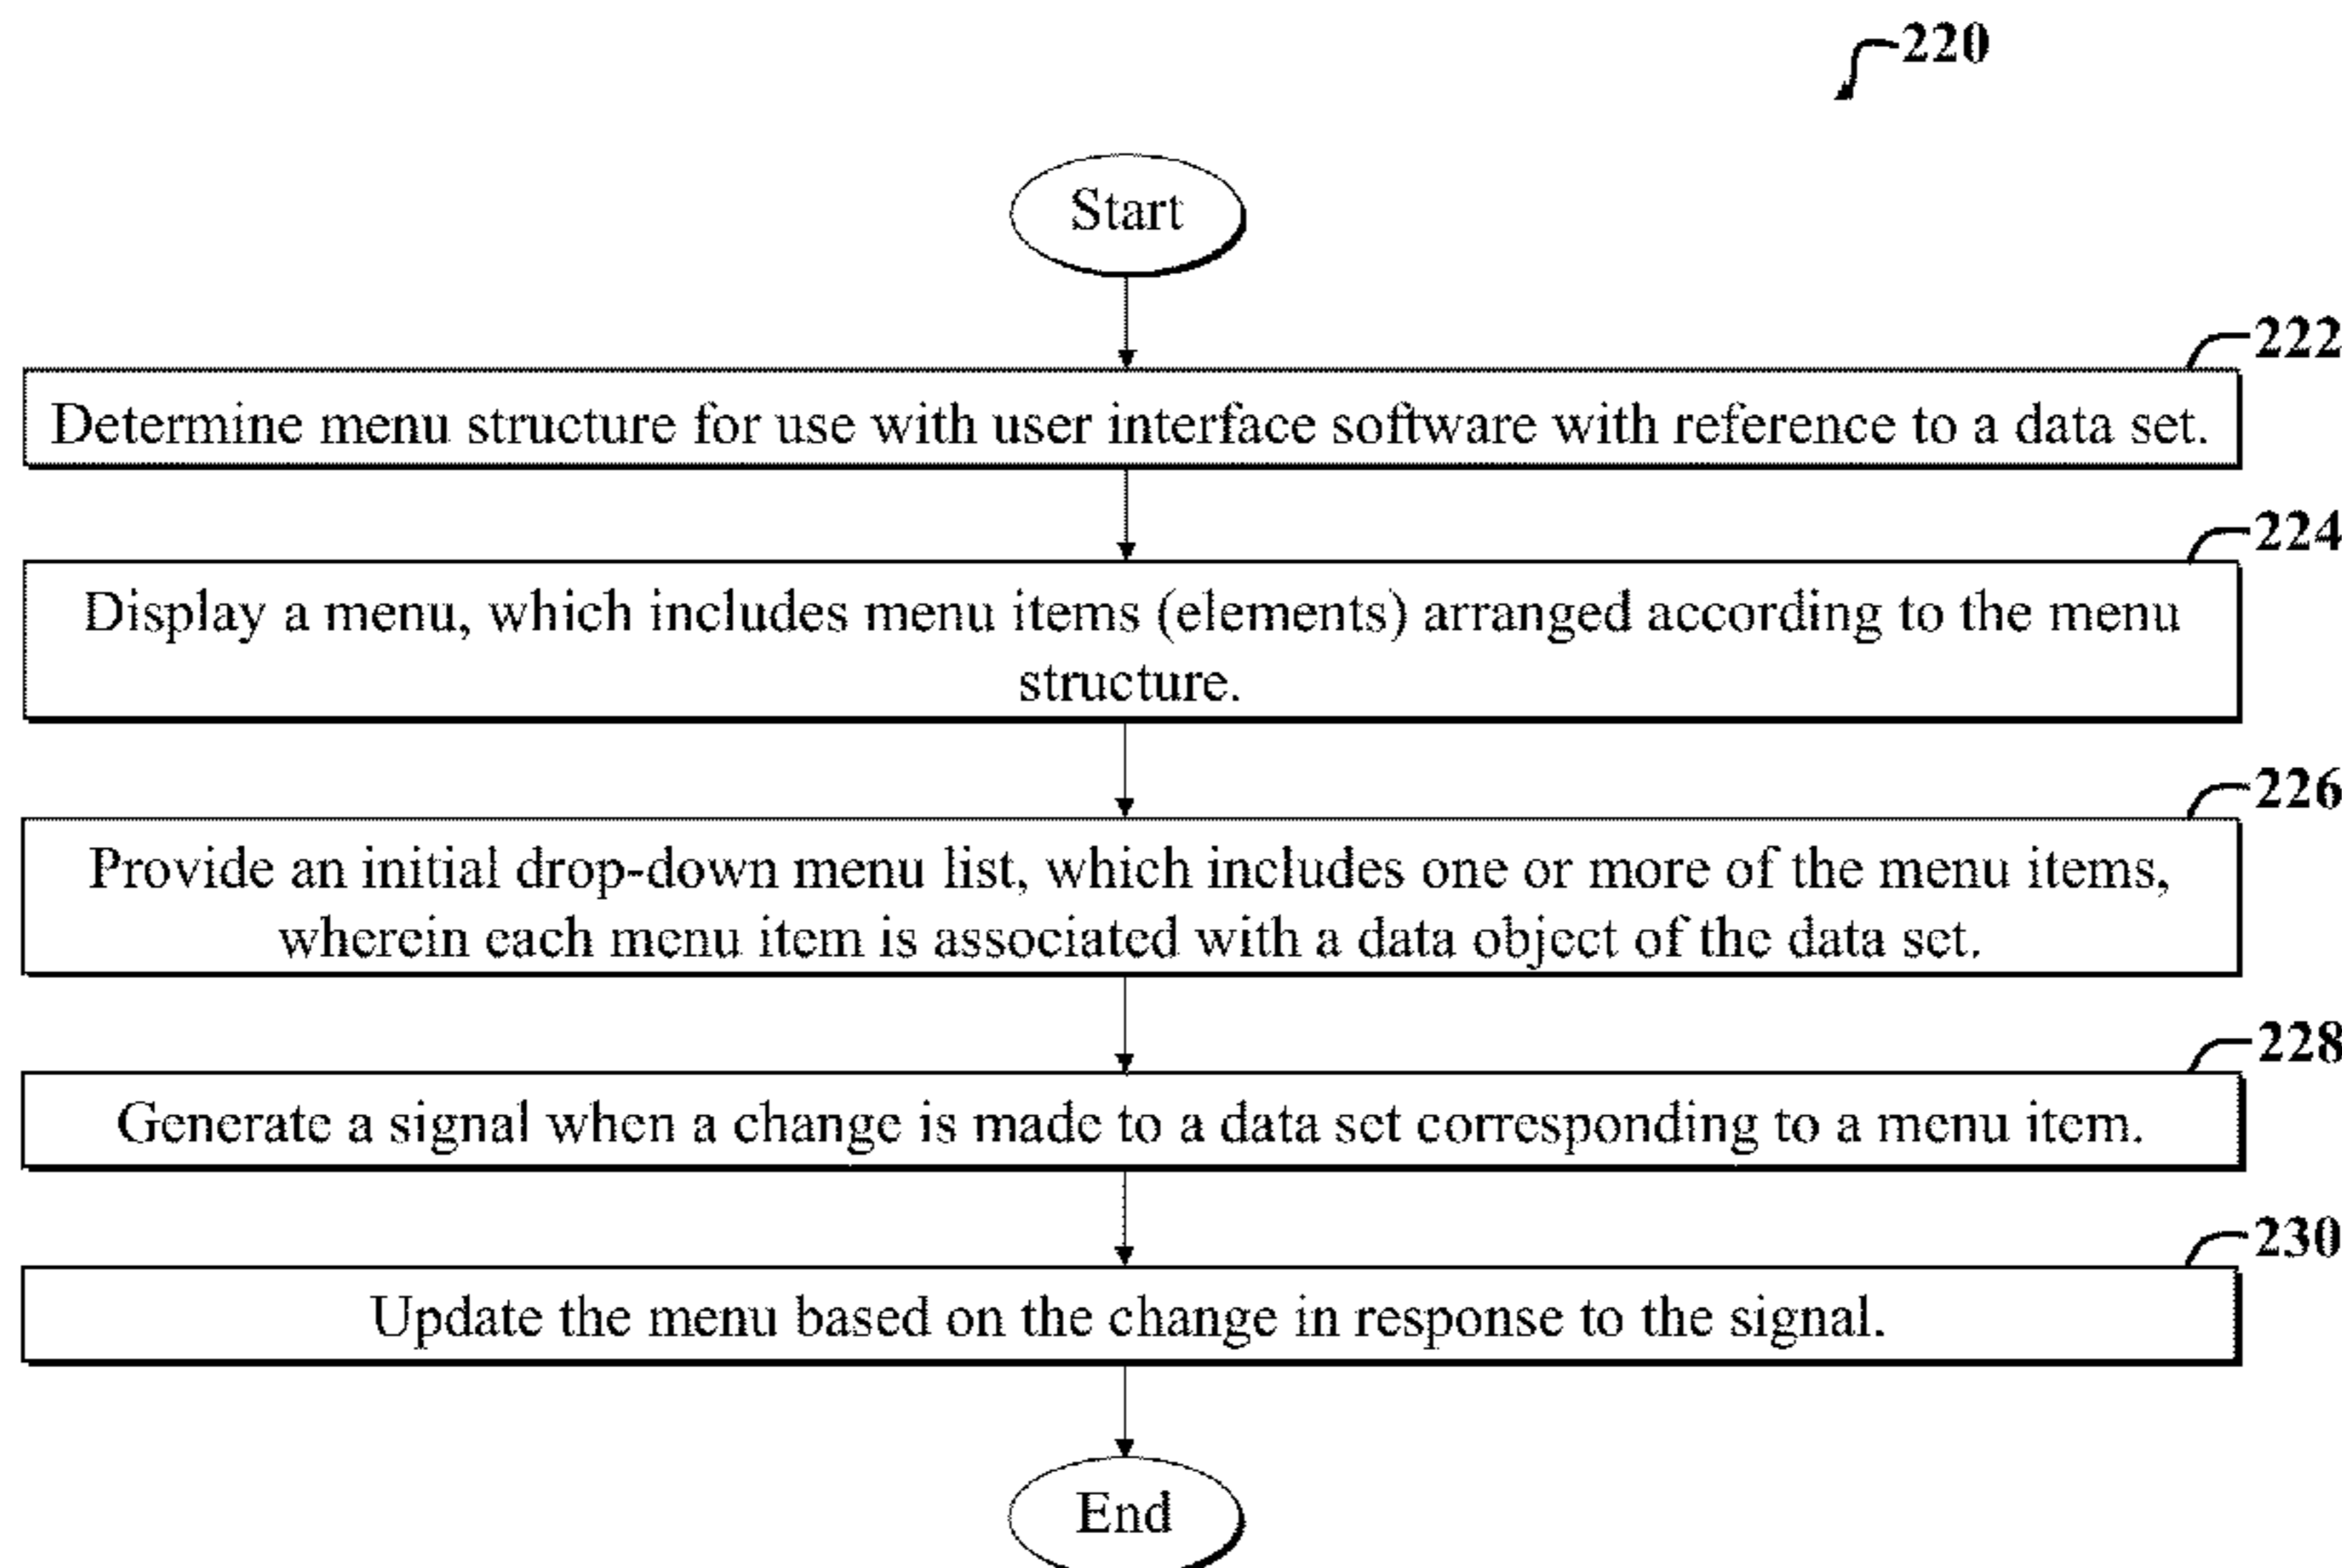 220
Start
222
Determine menu structure for use with user interface software with reference to a data set.
224
Display a menu, which includes menu items (elements) arranged according to the menu
structure.
226
Provide an initial drop-down menu list, which includes one or more of the menu items,
wherein each menu item is associated with a data object of the data set.
228
Generate a signal when a change is made to a data set corresponding to a menu item.
230
Update the menu based on the change in response to the signal.
End